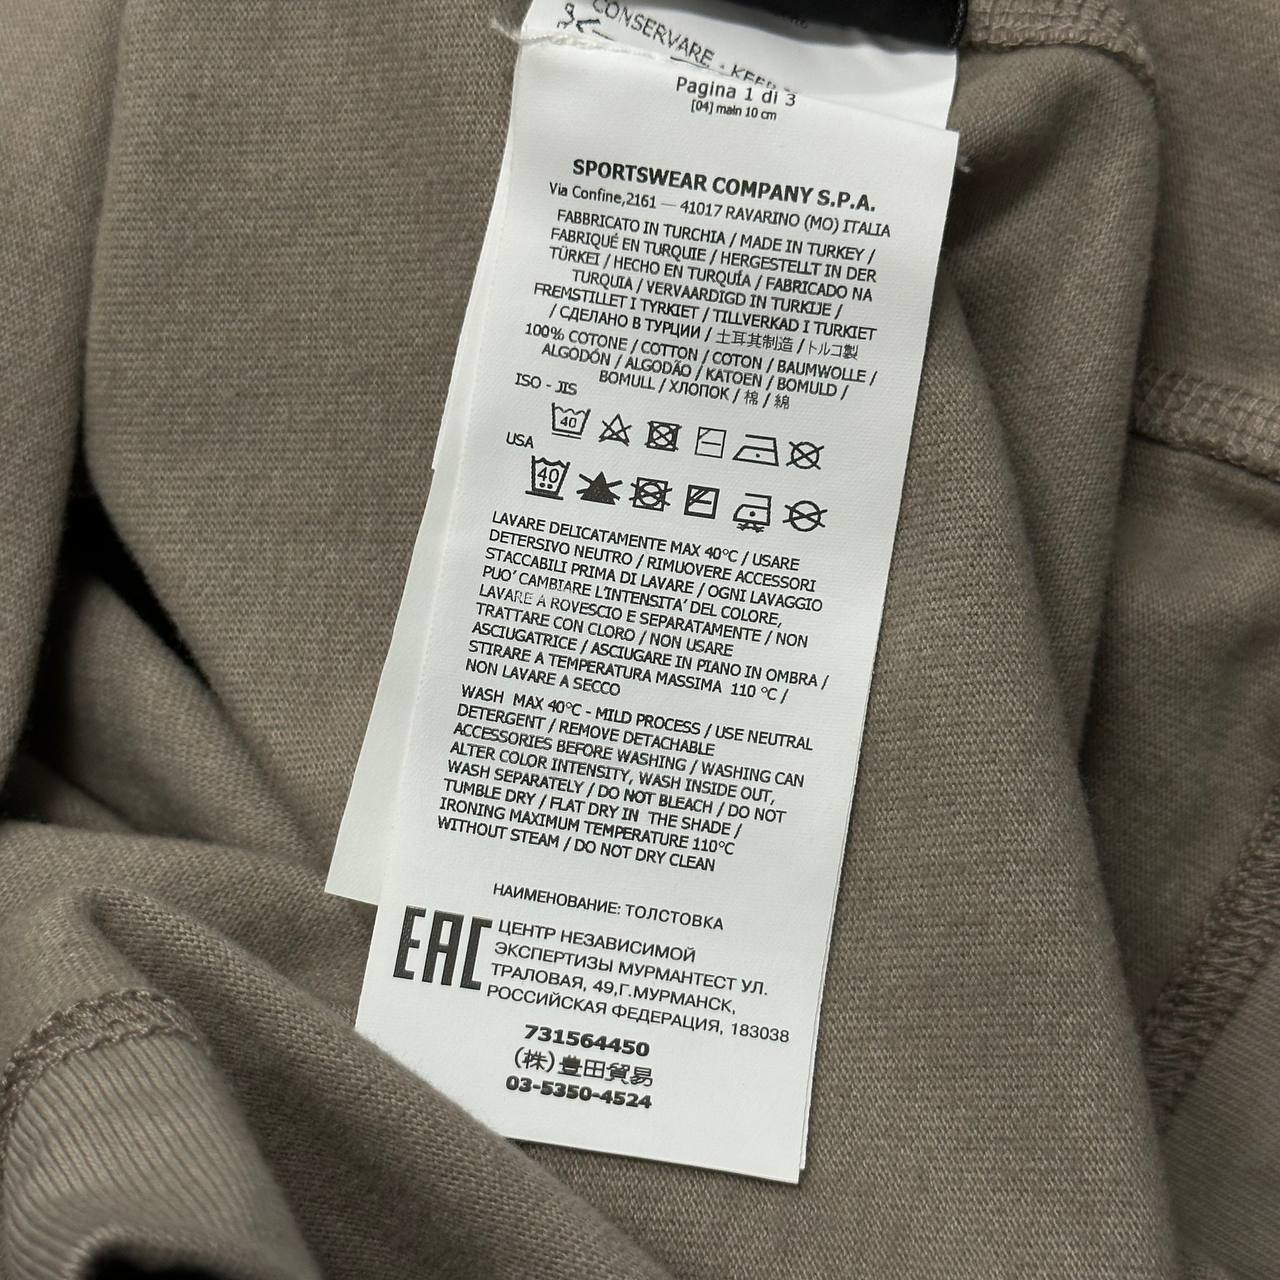 CONSERVARE - KEEP
Pagina 1 di 3
[04] main 10 cm
SPORTSWEAR COMPANY S.P.A.
Via Confine,2161 — 41017 RAVARINO (MO) ITALIA
FABBRICATO IN TURCHIA / MADE IN TURKEY /
FABRIQUÉ EN TURQUIE / HERGESTELLT IN DER
TÜRKEI / HECHO EN TURQUÍA / FABRICADO NA
TURQUIA / VERVAARDIGD IN TURKIJE /
FREMSTILLET I TYRKIET / TILLVERKAD I TURKIET
/ СДЕЛАНО В ТУРЦИИ / 土耳其制造 / トルコ製
100% COTONE / COTTON / COTON / BAUMWOLLE /
ALGODÓN / ALGODÃO / KATOEN / BOMULD /
BOMULL / ХЛОПОК / 棉 / 綿
ISO - JIS
40
USA
40
LAVARE DELICATAMENTE MAX 40°C / USARE
DETERSIVO NEUTRO / RIMUOVERE ACCESSORI
STACCABILI PRIMA DI LAVARE / OGNI LAVAGGIO
PUO' CAMBIARE L'INTENSITA' DEL COLORE,
LAVARE A ROVESCIO E SEPARATAMENTE / NON
TRATTARE CON CLORO / NON USARE
ASCIUGATRICE / ASCIUGARE IN PIANO IN OMBRA /
STIRARE A TEMPERATURA MASSIMA 110 °C /
NON LAVARE A SECCO
WASH MAX 40°C - MILD PROCESS / USE NEUTRAL
DETERGENT / REMOVE DETACHABLE
ACCESSORIES BEFORE WASHING / WASHING CAN
ALTER COLOR INTENSITY, WASH INSIDE OUT,
WASH SEPARATELY / DO NOT BLEACH / DO NOT
TUMBLE DRY / FLAT DRY IN THE SHADE /
IRONING MAXIMUM TEMPERATURE 110°C
WITHOUT STEAM / DO NOT DRY CLEAN
НАИМЕНОВАНИЕ: ТОЛСТОВКА
EAC
ЦЕНТР НЕЗАВИСИМОЙ
ЭКСПЕРТИЗЫ МУРМАНТЕСТ УЛ.
ТРАЛОВАЯ, 49,Г.МУРМАНСК,
РОССИЙСКАЯ ФЕДЕРАЦИЯ, 183038
731564450
(株)豊田貿易
03-5350-4524